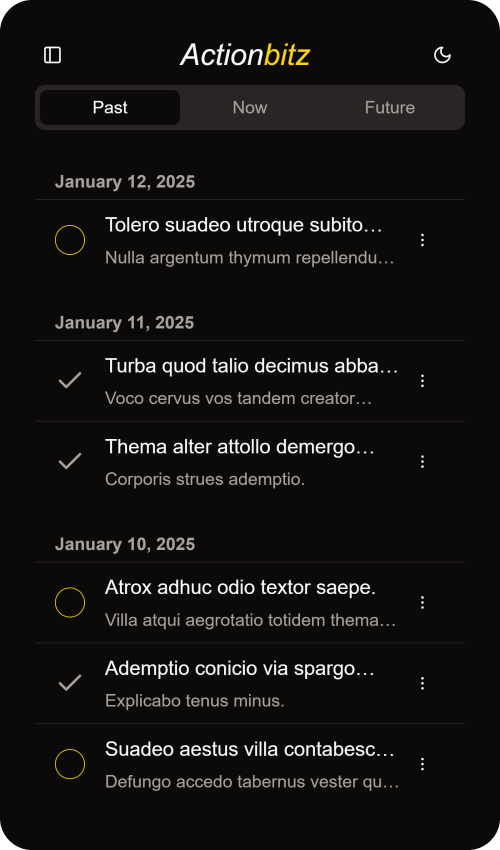 Actionbitz
Past Now Future
January 12, 2025
Tolero suadeo utroque subito…
Nulla argentum thymum repellendu…
January 11, 2025
Turba quod talio decimus abba…
Voco cervus vos tandem creator…
Thema alter attollo demergo…
Corporis strues ademptio.
January 10, 2025
Atrox adhuc odio textor saepe.
Villa atqui aegrotatio totidem thema…
Ademptio conicio via spargo…
Explicabo tenus minus.
Suadeo aestus villa contabesc…
Defungo accedo tabernus vester qu…